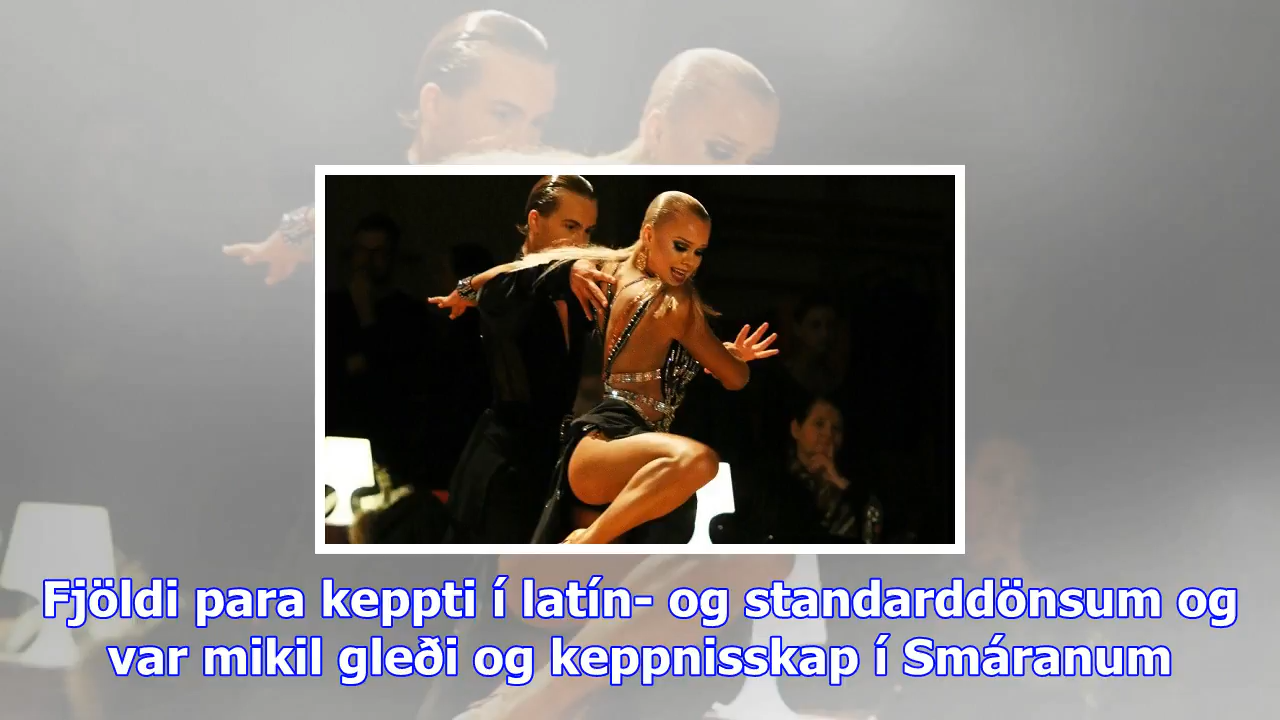 Fjöldi para keppti í latín- og standarddönsum og
var mikil gleði og keppnisskap í Smáranum